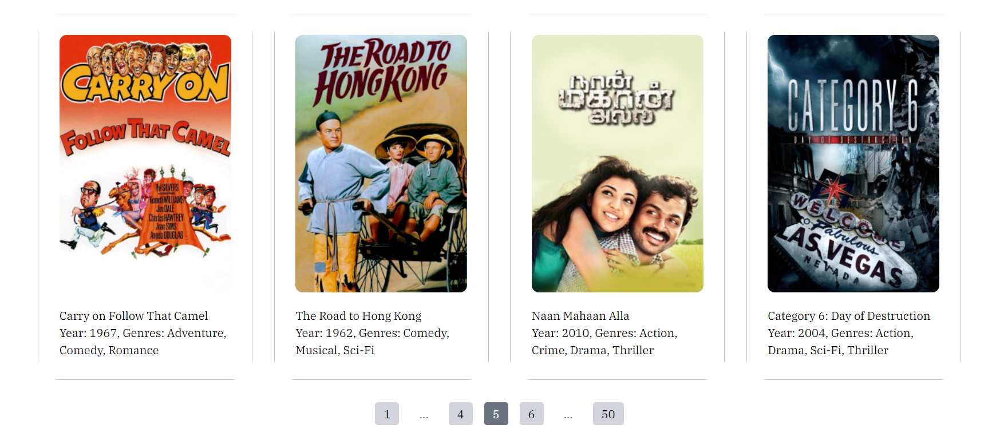 CARRY ON
FOLLOW THAT CAMEL
Phil SILVERS
Kenneth WILLIAMS
Jim DALE
Charles HAWTREY
Joan SIMS
Angela DOUGLAS
THE ROAD TO
HONG KONG
நான்
மகான்
அல்ல
CATEGORY 6
DAY OF DESTRUCTION
WELCOME
TO Fabulous
LAS VEGAS
NEVADA
Carry on Follow That Camel
Year: 1967, Genres: Adventure,
Comedy, Romance
The Road to Hong Kong
Year: 1962, Genres: Comedy,
Musical, Sci-Fi
Naan Mahaan Alla
Year: 2010, Genres: Action,
Crime, Drama, Thriller
Category 6: Day of Destruction
Year: 2004, Genres: Action,
Drama, Sci-Fi, Thriller
1 ... 4 5 6 ... 50